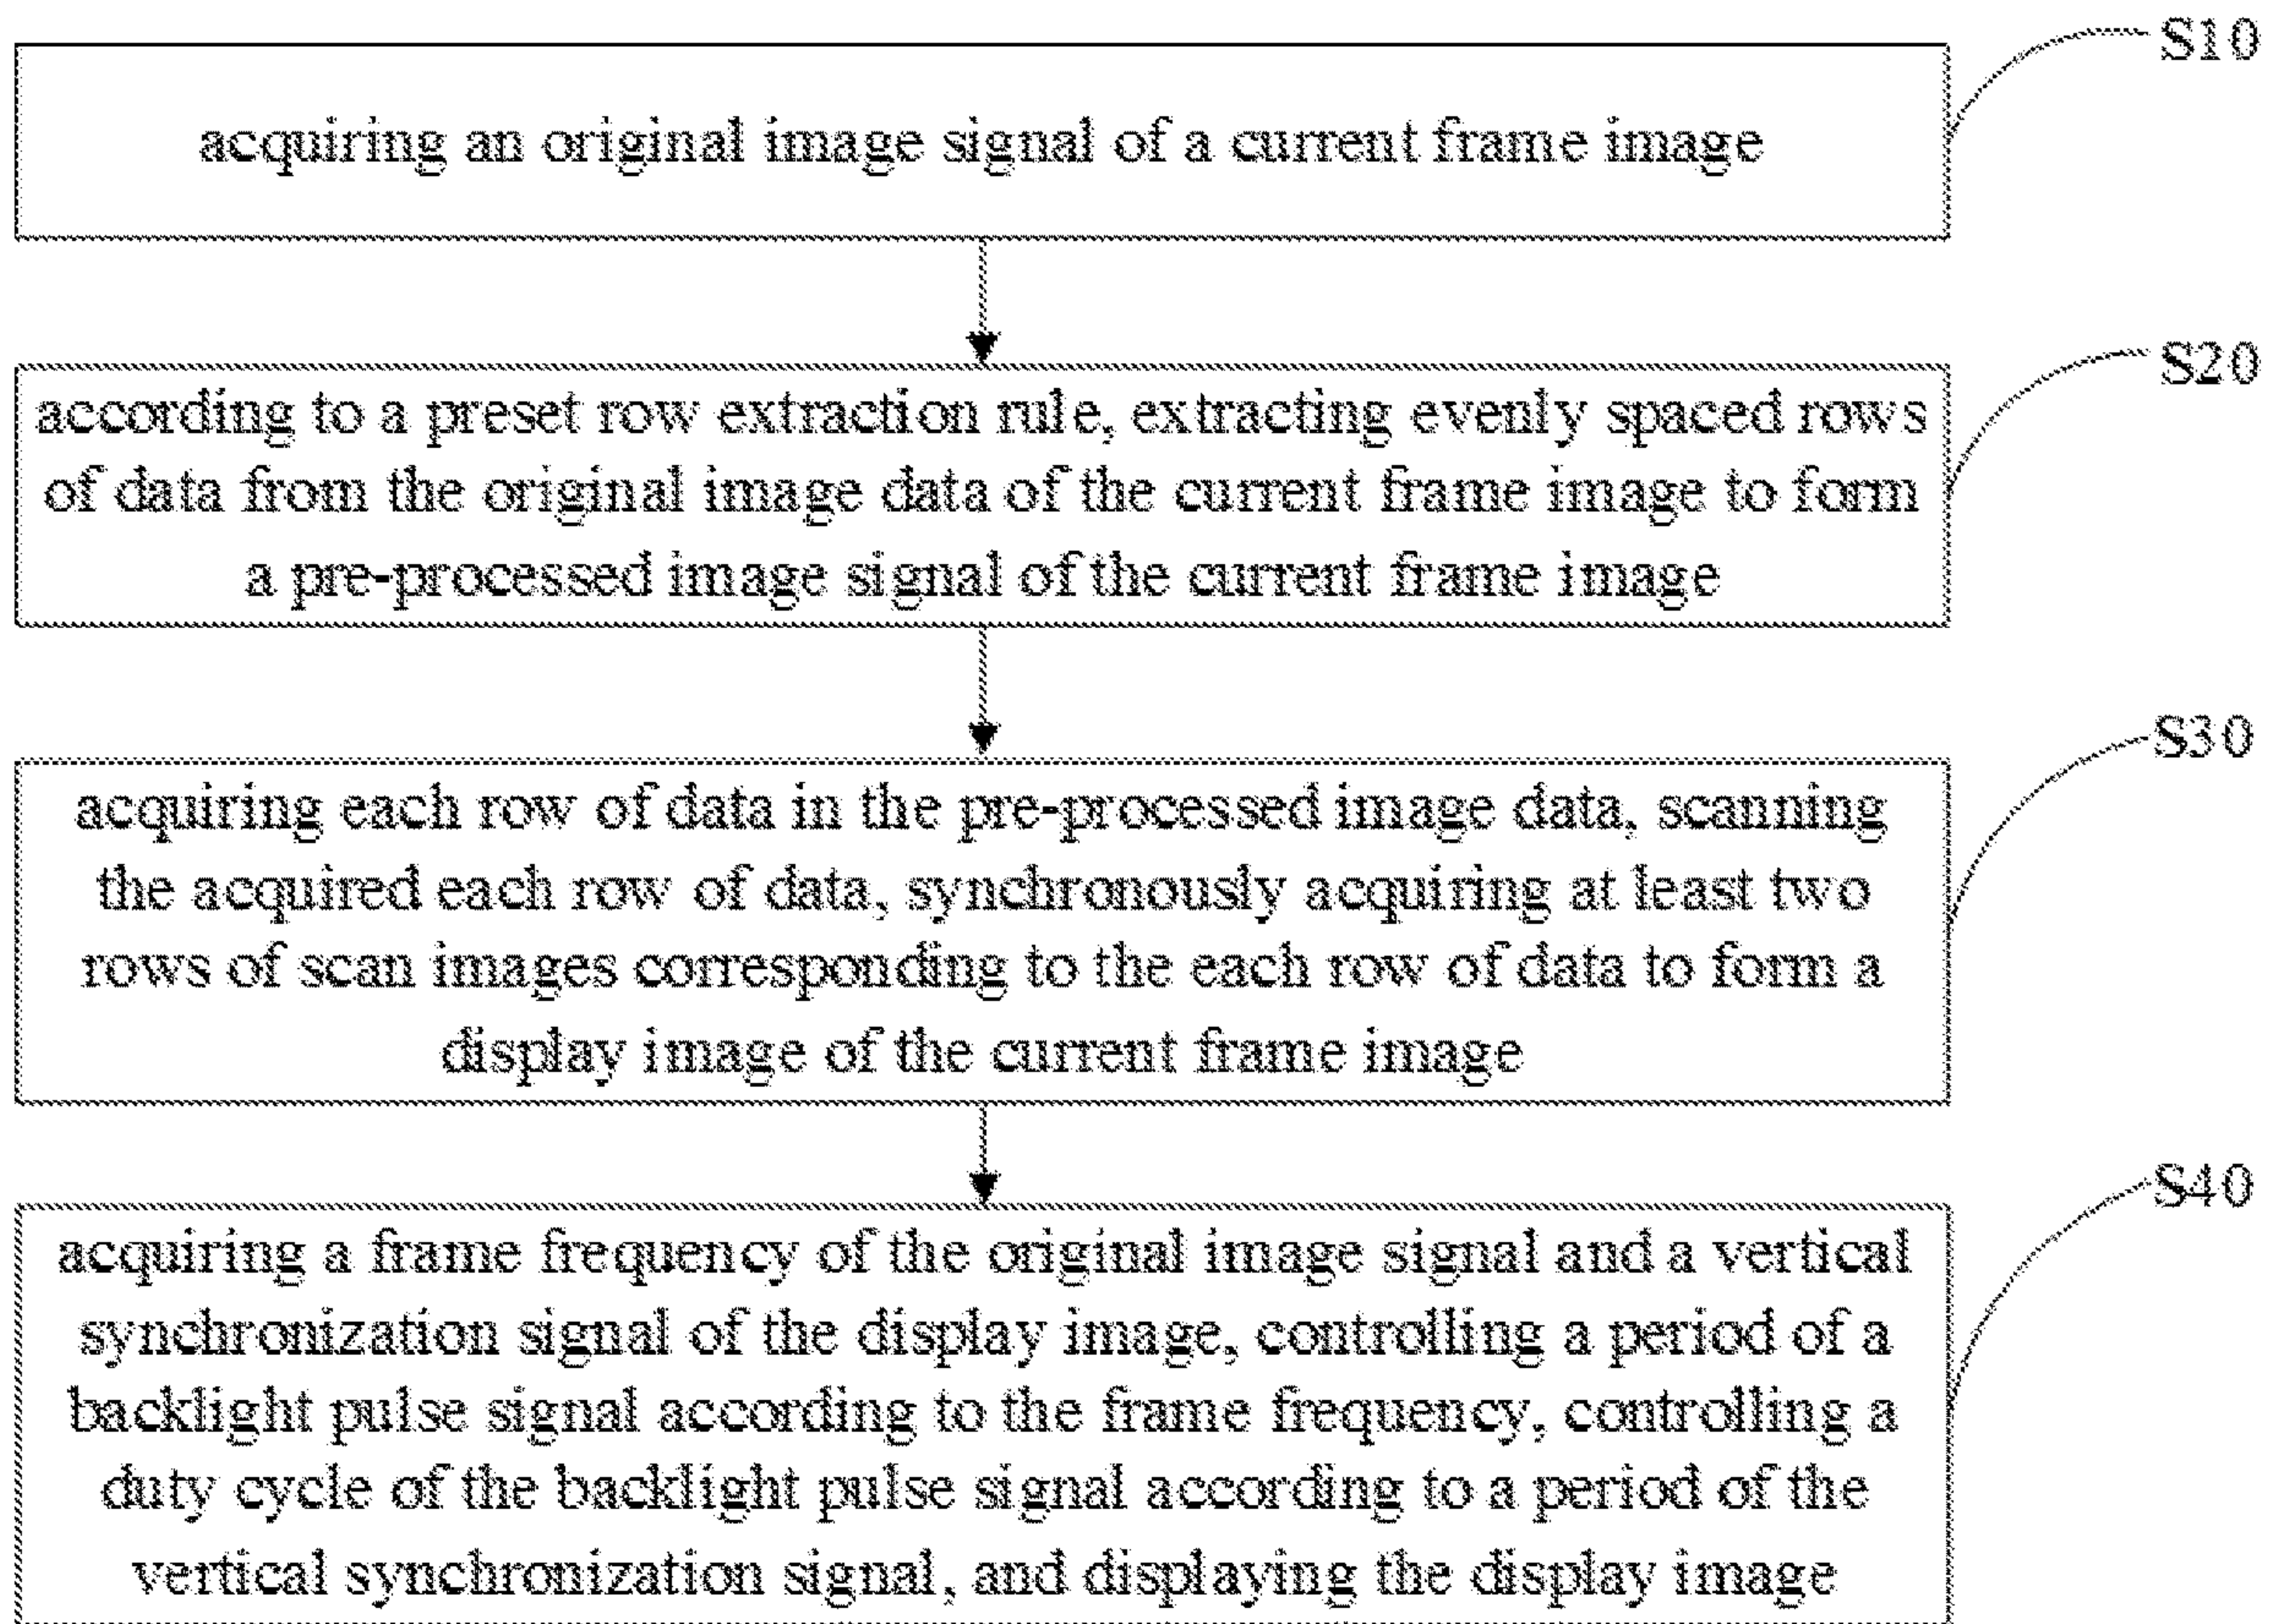 S10
acquiring an original image signal of a current frame image
S20
according to a preset row extraction rule, extracting evenly spaced rows
of data from the original image data of the current frame image to form
a pre-processed image signal of the current frame image
S30
acquiring each row of data in the pre-processed image data, scanning
the acquired each row of data, synchronously acquiring at least two
rows of scan images corresponding to the each row of data to form a
display image of the current frame image
S40
acquiring a frame frequency of the original image signal and a vertical
synchronization signal of the display image, controlling a period of a
backlight pulse signal according to the frame frequency, controlling a
duty cycle of the backlight pulse signal according to a period of the
vertical synchronization signal, and displaying the display image